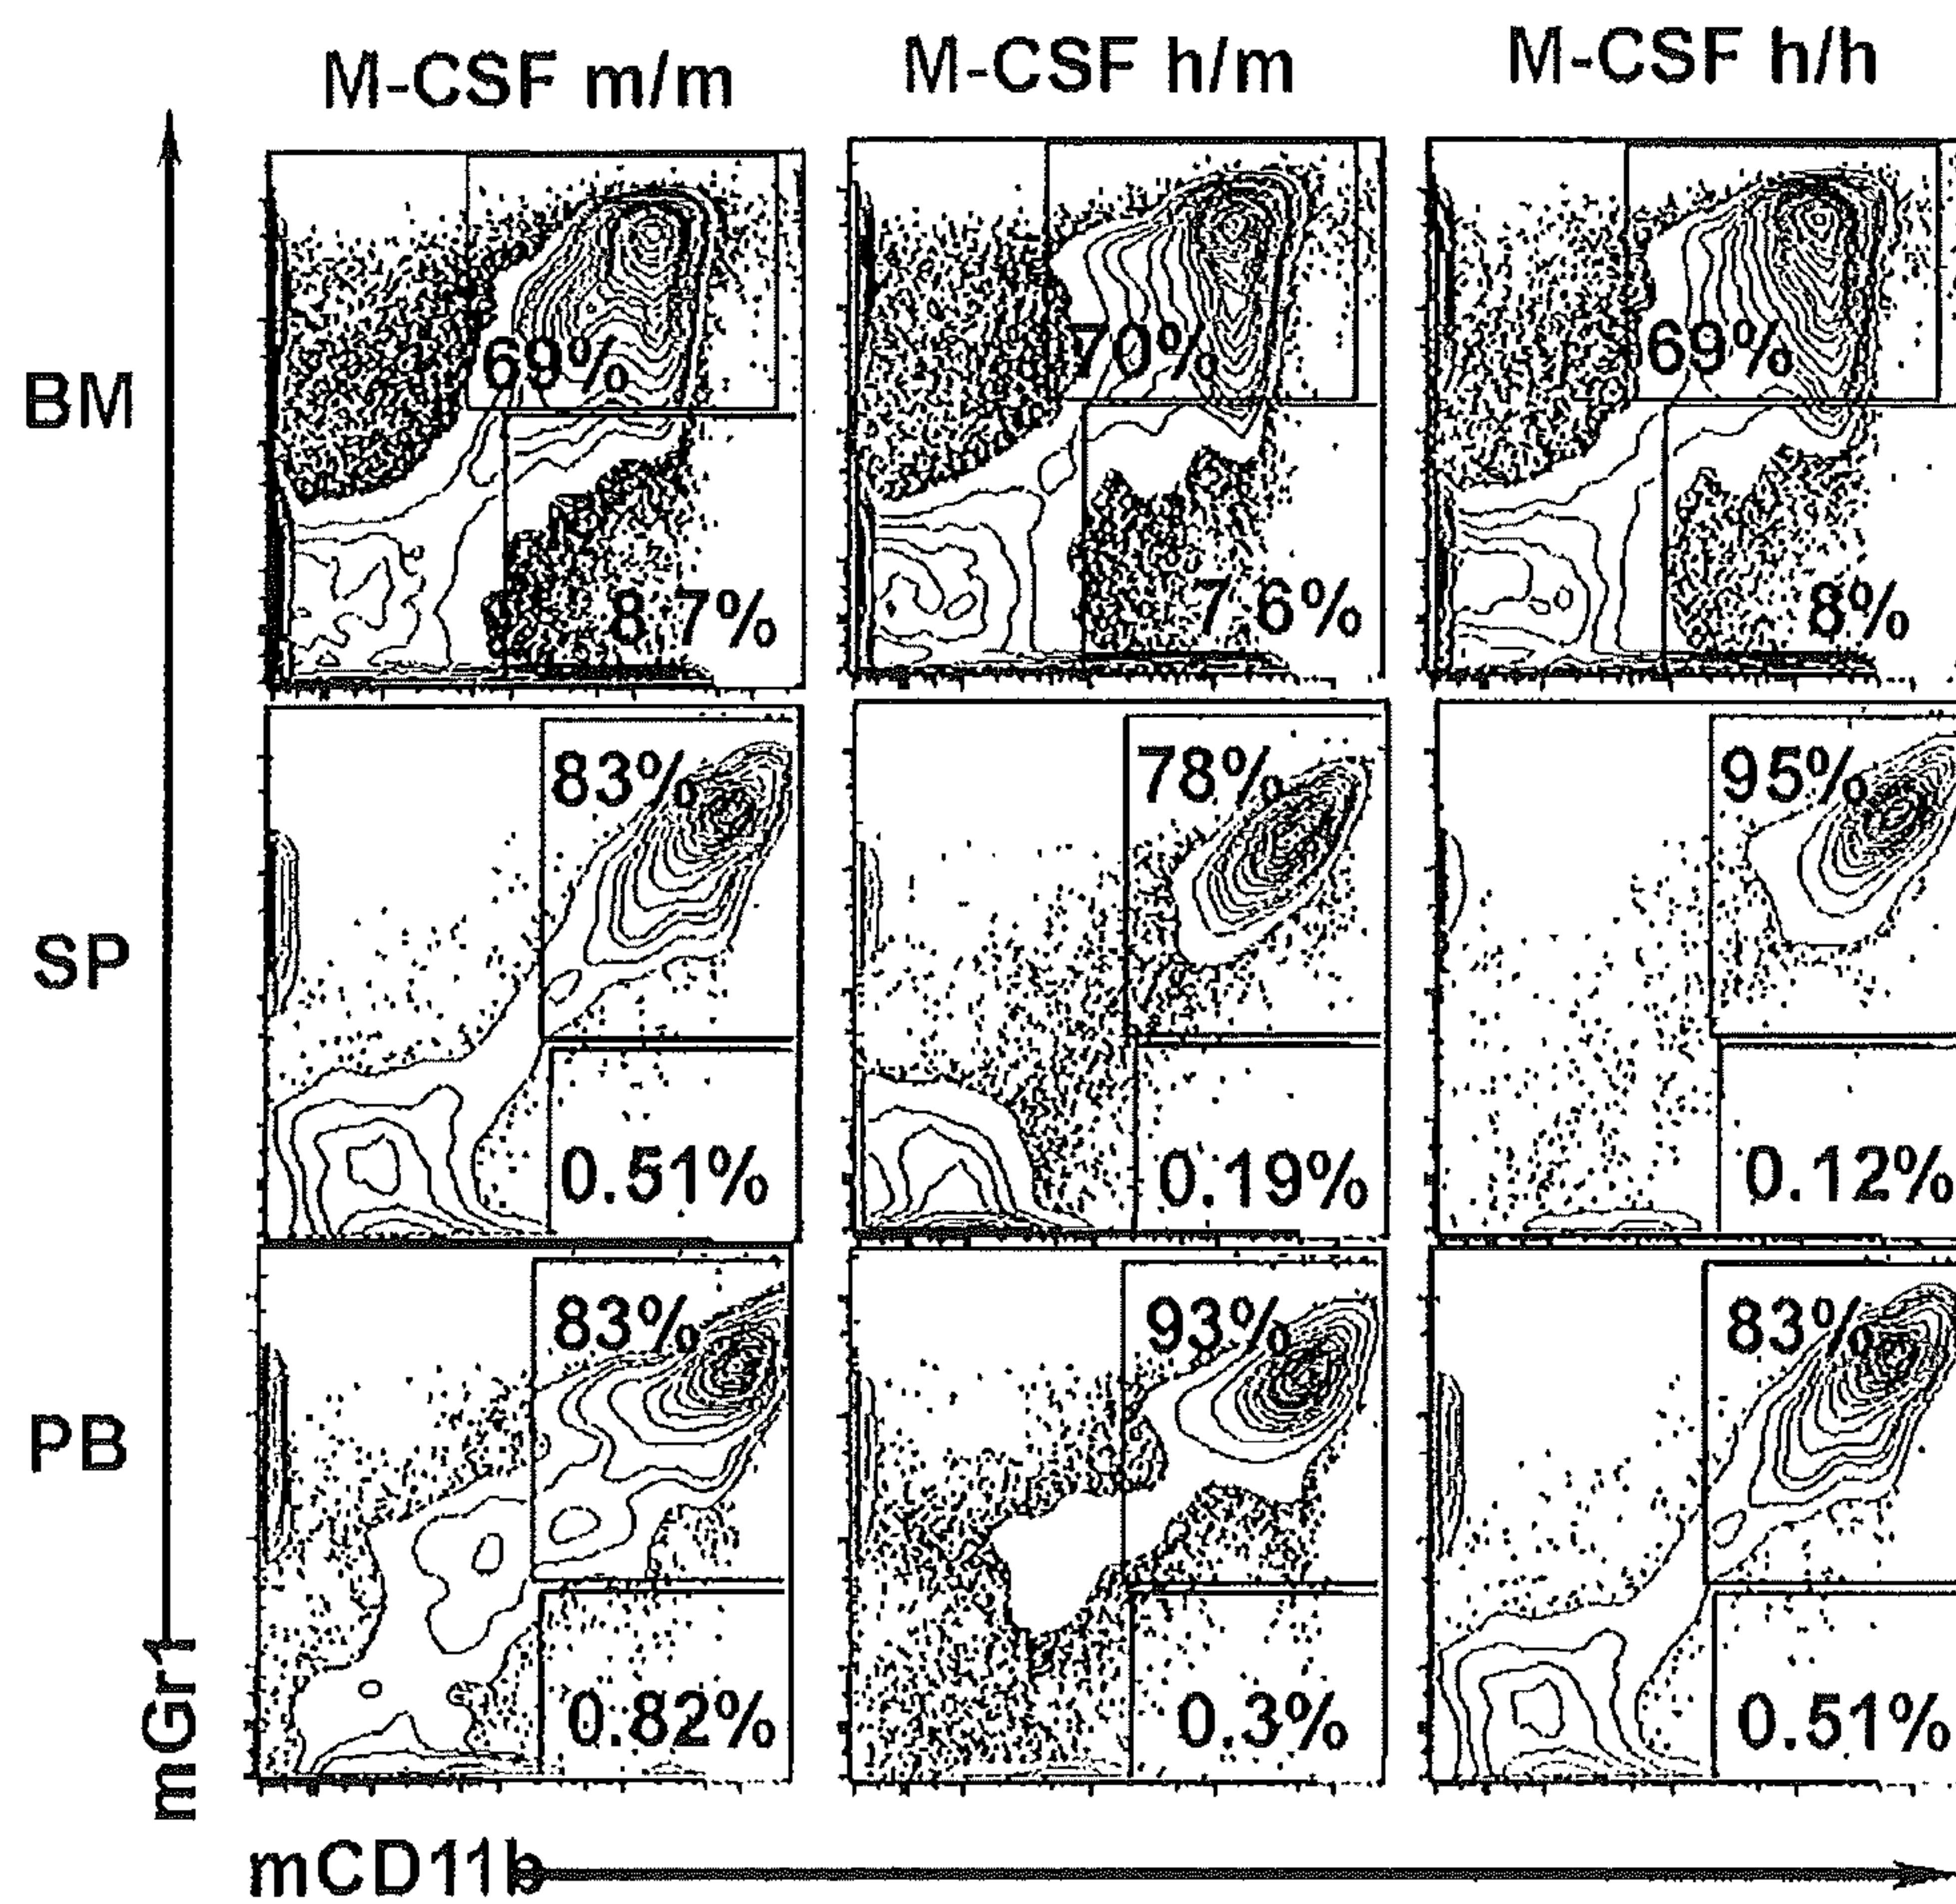 M-CSF m/m
M-CSF h/m
M-CSF h/h
BM
69%
70%
69%
8.7%
7.6%
8%
SP
83%
78%
95%
0.51%
0.19%
0.12%
PB
83%
93%
83%
0.82%
0.3%
0.51%
mGr1
mCD11b